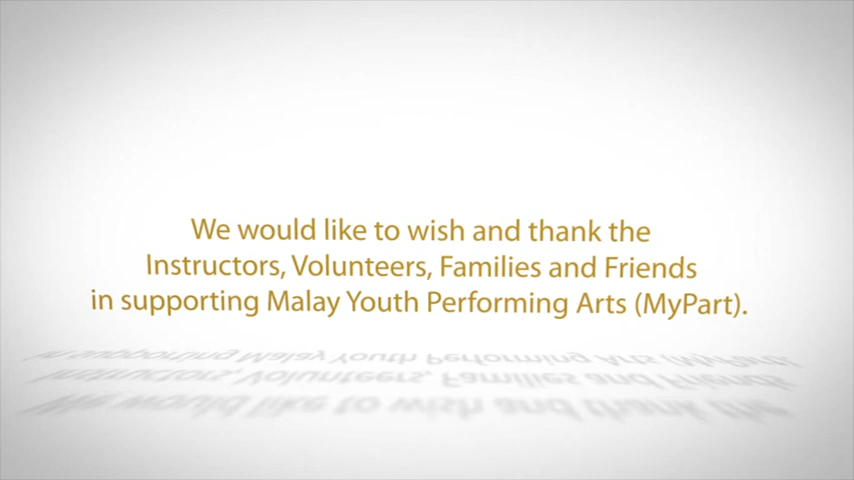 We would like to wish and thank the
Instructors, Volunteers, Families and Friends
in supporting Malay Youth Performing Arts (MyPart).